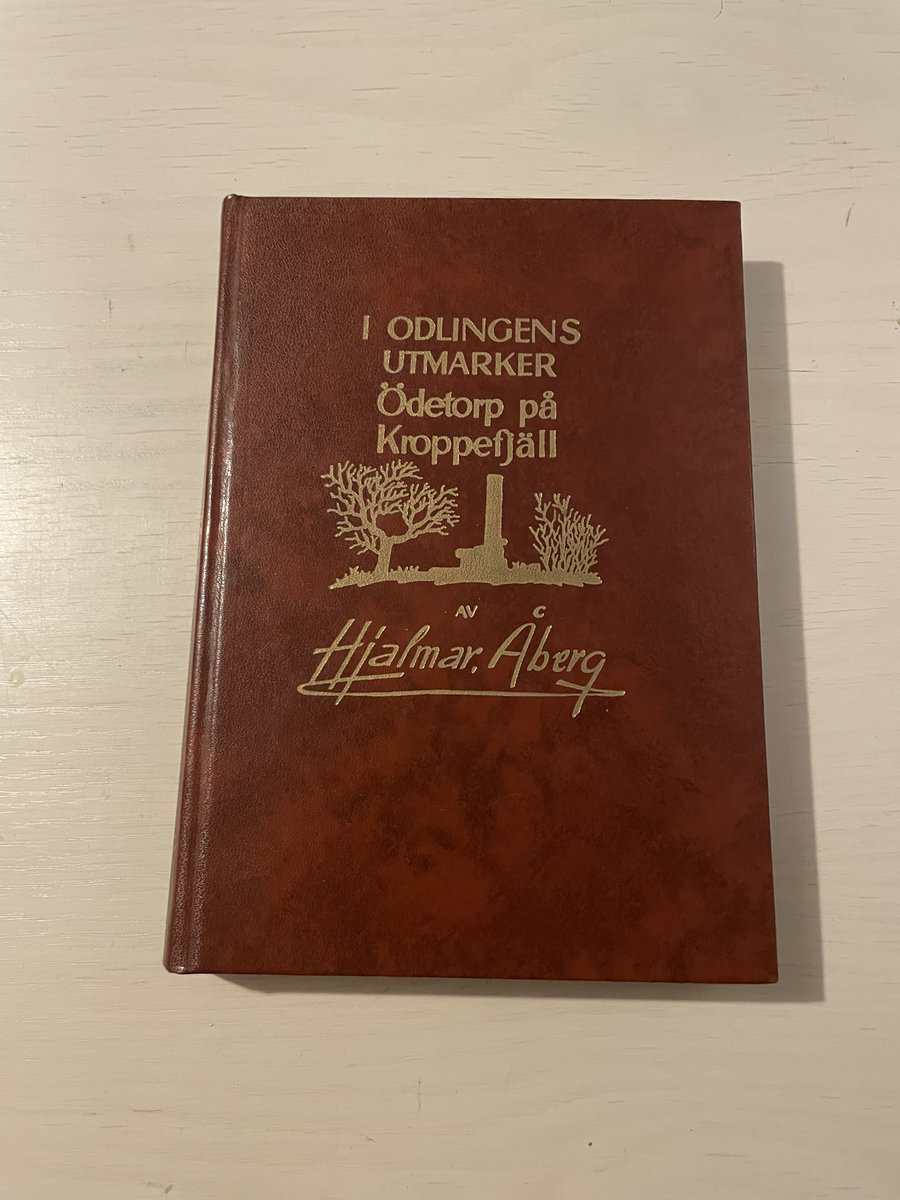 I ODLINGENS
UTMARKER
Ödetorp på
Kroppefjäll
AV
Hjalmar, Åberg